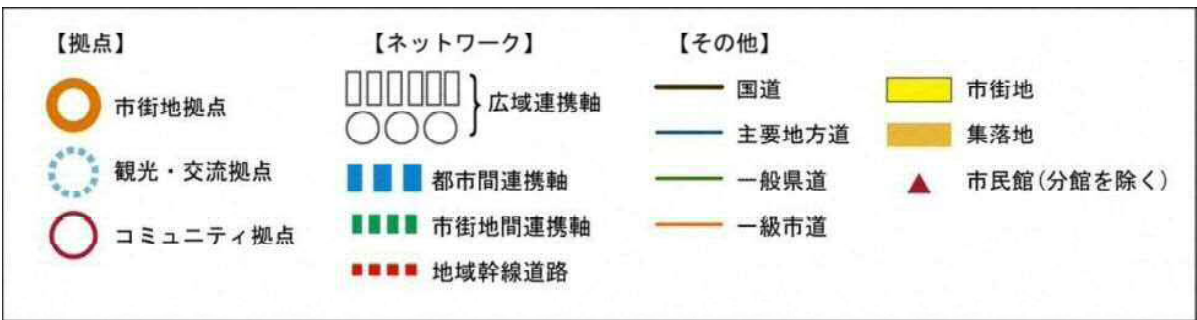 【拠点】
市街地拠点
観光・交流拠点
コミュニティ拠点
【ネットワーク】
広域連携軸
都市間連携軸
市街地間連携軸
地域幹線道路
【その他】
国道
主要地方道
一般県道
一級市道
市街地
集落地
市民館(分館を除く)